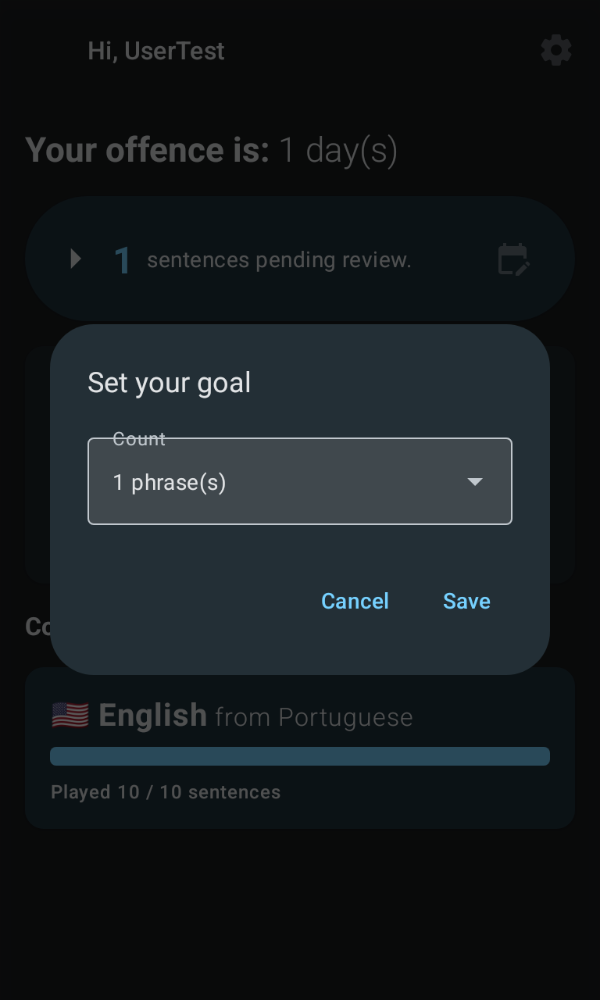 Hi, UserTest
Your offence is: 1 day(s)
1 sentences pending review.
Set your goal
Count
1 phrase(s)
Cancel Save
Co
English from Portuguese
Played 10 / 10 sentences